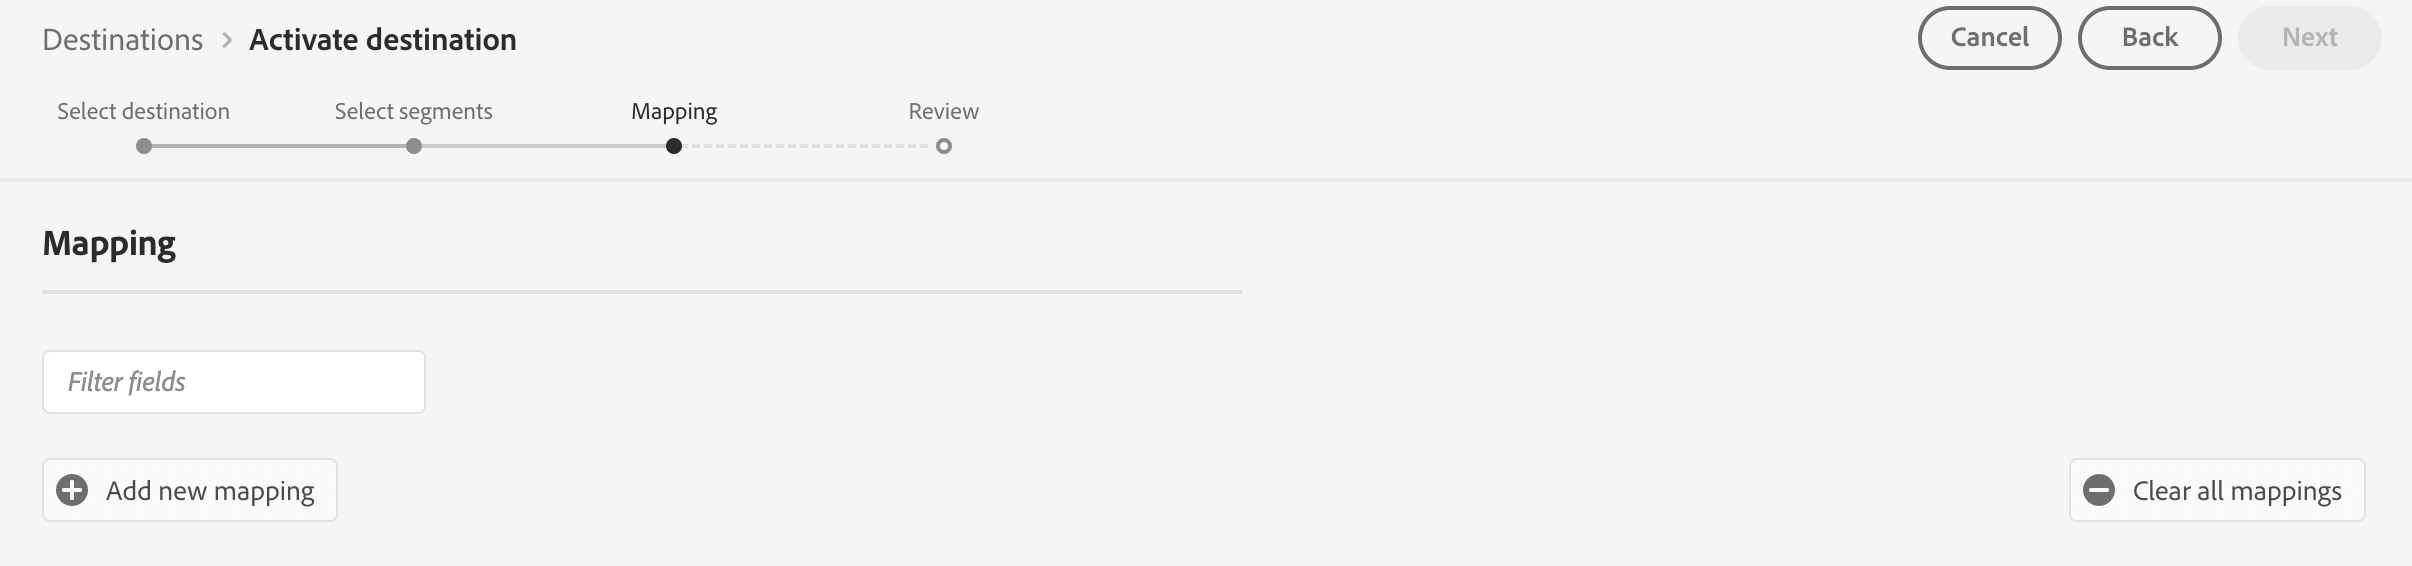 Destinations > Activate destination
Cancel
Back
Next
Select destination
Select segments
Mapping
Review
Mapping
Filter fields
Add new mapping
Clear all mappings